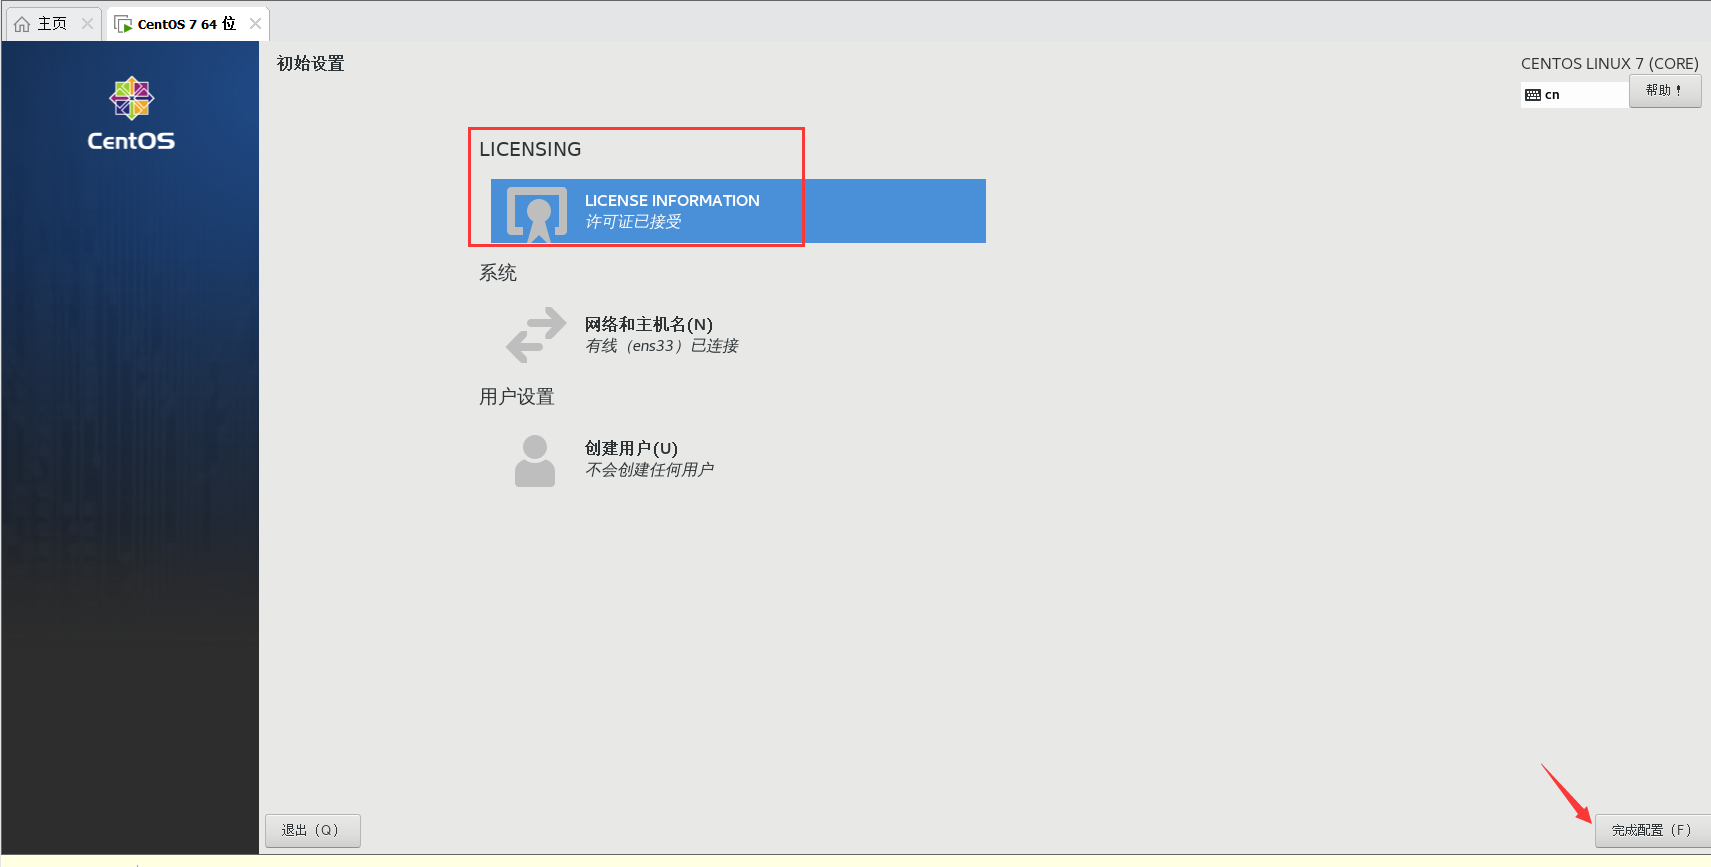 主页
CentOS 7 64 位
CentOS
初始设置
CENTOS LINUX 7 (CORE)
cn
帮助！
LICENSING
LICENSE INFORMATION
许可证已接受
系统
网络和主机名(N)
有线（ens33）已连接
用户设置
创建用户(U)
不会创建任何用户
退出（Q）
完成配置（F）